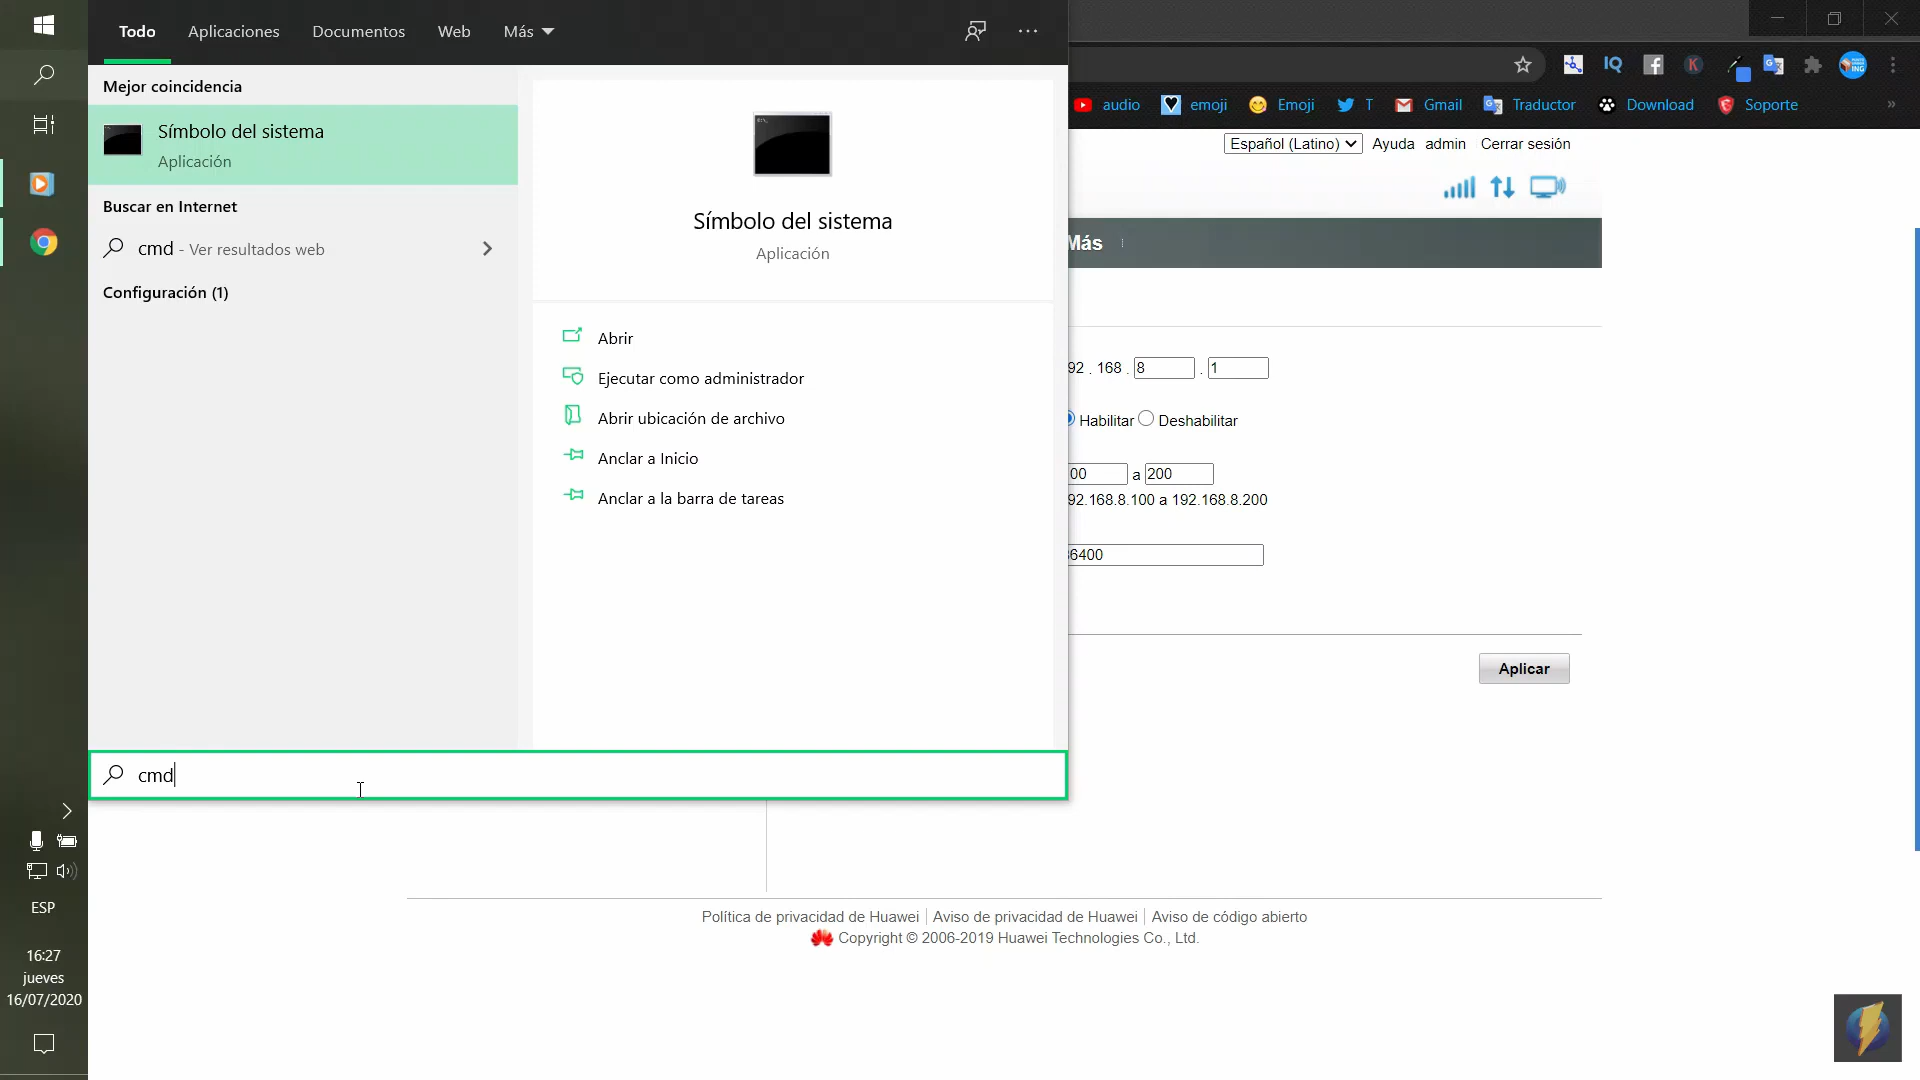 Todo Aplicaciones Documentos Web Más
Mejor coincidencia
Símbolo del sistema
Aplicación
Buscar en Internet
cmd - Ver resultados web
Configuración (1)
Símbolo del sistema
Aplicación
Abrir
Ejecutar como administrador
Abrir ubicación de archivo
Anclar a Inicio
Anclar a la barra de tareas
cmd
IQ K
audio emoji Emoji T Gmail Traductor Download Soporte »
Español (Latino) Ayuda admin Cerrar sesión
Más
92 . 168 . 8 . 1
Habilitar Deshabilitar
00 a 200
92.168.8.100 a 192.168.8.200
6400
Aplicar
Política de privacidad de Huawei Aviso de privacidad de Huawei Aviso de código abierto
Copyright © 2006-2019 Huawei Technologies Co., Ltd.
ESP
16:27
jueves
16/07/2020